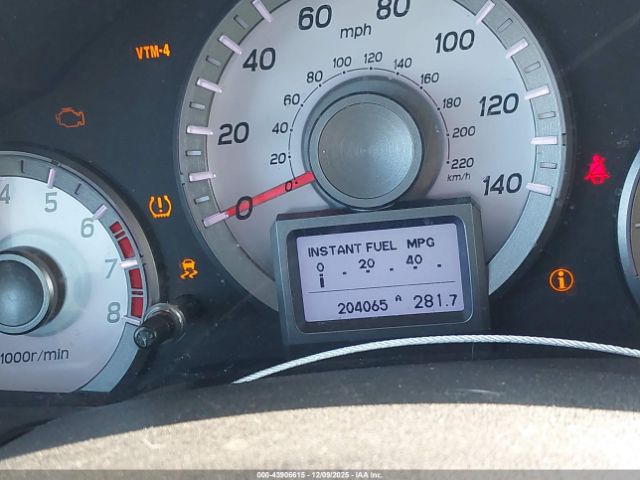 VTM-4
0 20 40 60 80 100 120 140
mph
20 40 60 80 100 120 140 160 180 200 220
km/h
0
4 5 6 7 8
1000r/min
INSTANT FUEL MPG
0 . 20 . 40 .
204065 A 281.7
000-43906615 - 12/09/2025 - IAA Inc.